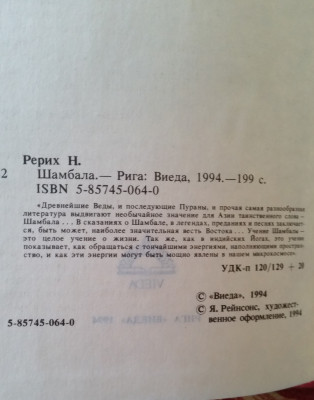 Рерих Н.
2 Шамбала.— Рига: Виеда, 1994.—199 с.
ISBN 5-85745-064-0
«Древнейшие Веды, и последующие Пураны, и прочая самая разнообразная
литература выдвигают необычайное значение для Азии таинственного слова —
Шамбала... В сказаниях о Шамбале, в легендах, преданиях и песнях заключает-
ся, быть может, наиболее значительная весть Востока... Учение Шамбалы —
это целое учение о жизни. Так же, как в индийских Йогах, это учение
показывает, как обращаться с тончайшими энергиями, наполняющими простран-
ство, и как эти энергии могут быть мощно явлены в нашем микрокосмосе»
УДК-п 120/129 + 20
© «Виеда», 1994
5-85745-064-0
© Я. Рейнсонс, художест-
венное оформление, 1994